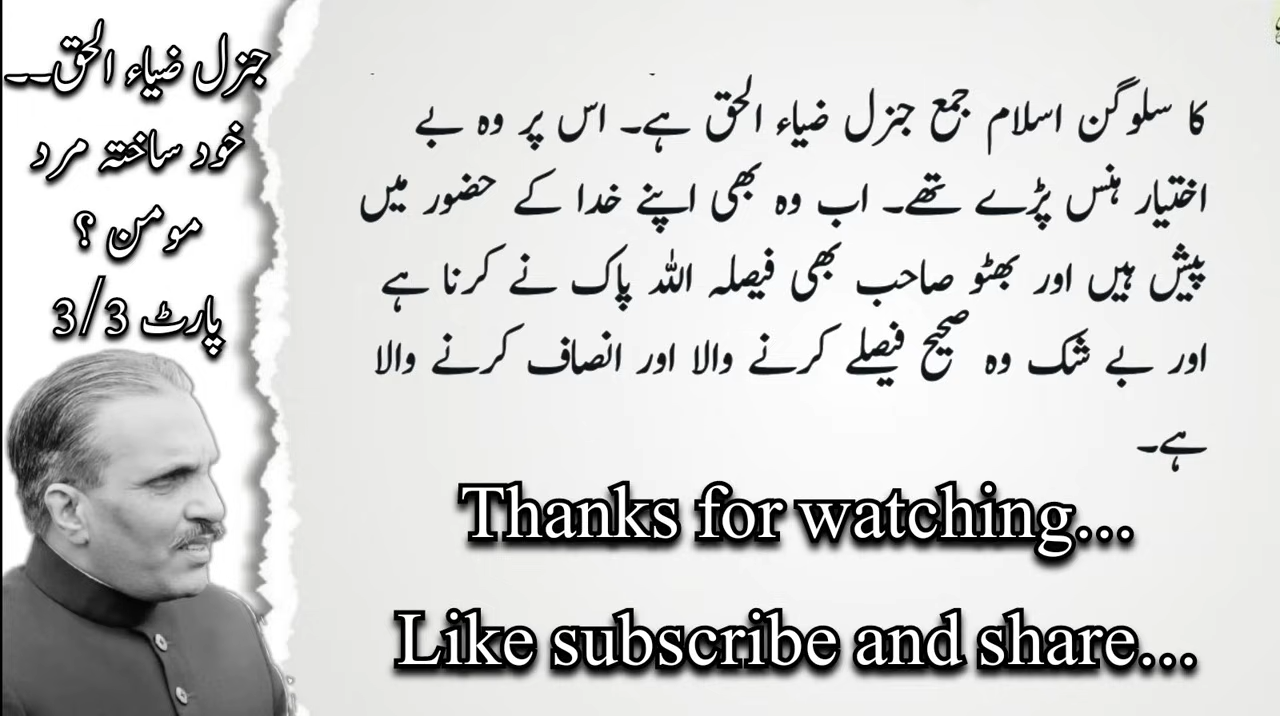 جنرل ضیاء الحق۔۔
خود ساختہ مرد
مومن ؟
پارٹ 3/3
کا سلوگن اسلام جمع جنرل ضیاء الحق ہے۔ اس پر وہ بے
اختیار ہنس پڑے تھے۔ اب وہ بھی اپنے خدا کے حضور میں
پیش ہیں اور بھٹو صاحب بھی فیصلہ اللہ پاک نے کرنا ہے
اور بے شک وہ صحیح فیصلے کرنے والا اور انصاف کرنے والا
ہے۔
Thanks for watching...
Like subscribe and share...